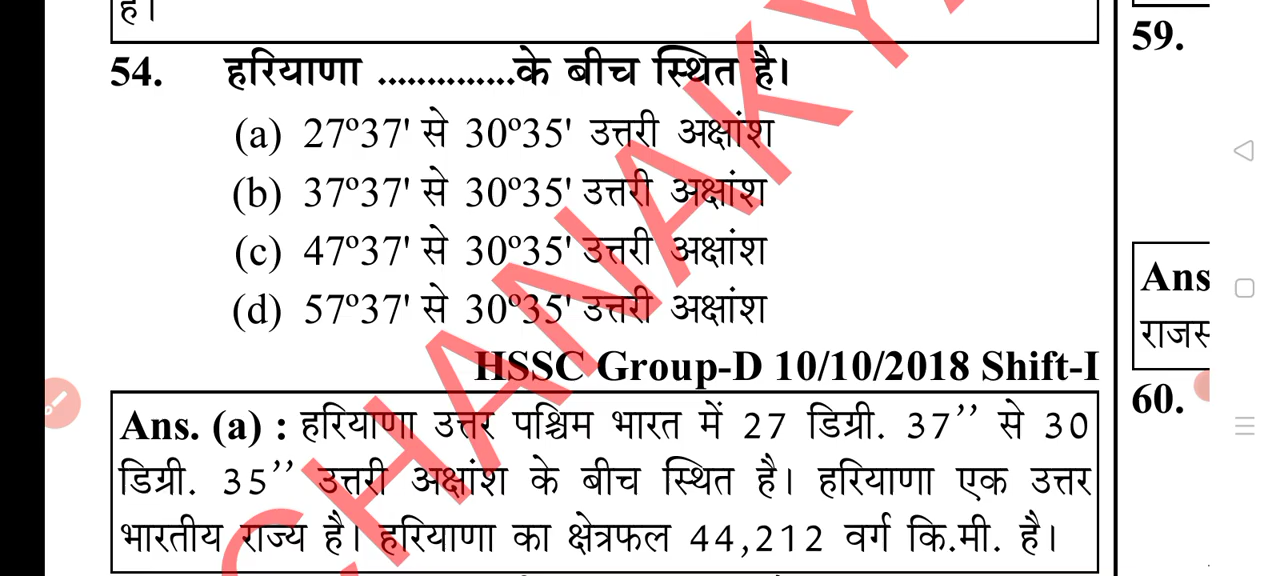 है।
54. हरियाणा ...............के बीच स्थित है।
(a) 27º37' से 30º35' उत्तरी अक्षांश
(b) 37º37' से 30º35' उत्तरी अक्षांश
(c) 47º37' से 30º35' उत्तरी अक्षांश
(d) 57º37' से 30º35' उत्तरी अक्षांश
HSSC Group-D 10/10/2018 Shift-I
Ans. (a) : हरियाणा उत्तर पश्चिम भारत में 27 डिग्री. 37’’ से 30
डिग्री. 35’’ उत्तरी अक्षांश के बीच स्थित है। हरियाणा एक उत्तर
भारतीय राज्य है। हरियाणा का क्षेत्रफल 44,212 वर्ग कि.मी. है।
59.
Ans
60.
CHANAKY